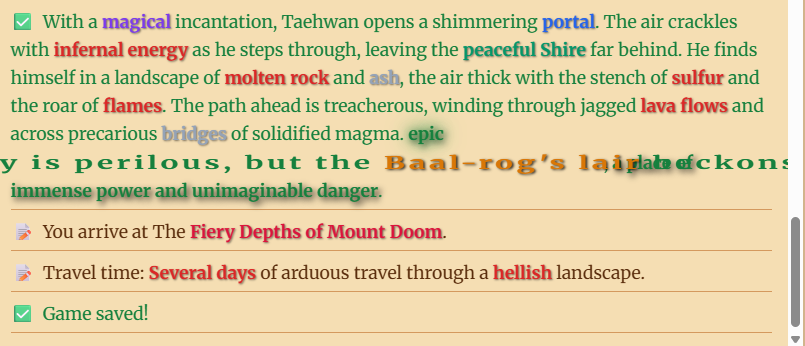 ✅ With a magical incantation, Taehwan opens a shimmering portal. The air crackles
with infernal energy as he steps through, leaving the peaceful Shire far behind. He finds
himself in a landscape of molten rock and ash, the air thick with the stench of sulfur and
the roar of flames. The path ahead is treacherous, winding through jagged lava flows and
across precarious bridges of solidified magma. epic
y is perilous, but the Baal-rog's lair beckons
immense power and unimaginable danger.
📝 You arrive at The Fiery Depths of Mount Doom.
📝 Travel time: Several days of arduous travel through a hellish landscape.
✅ Game saved!